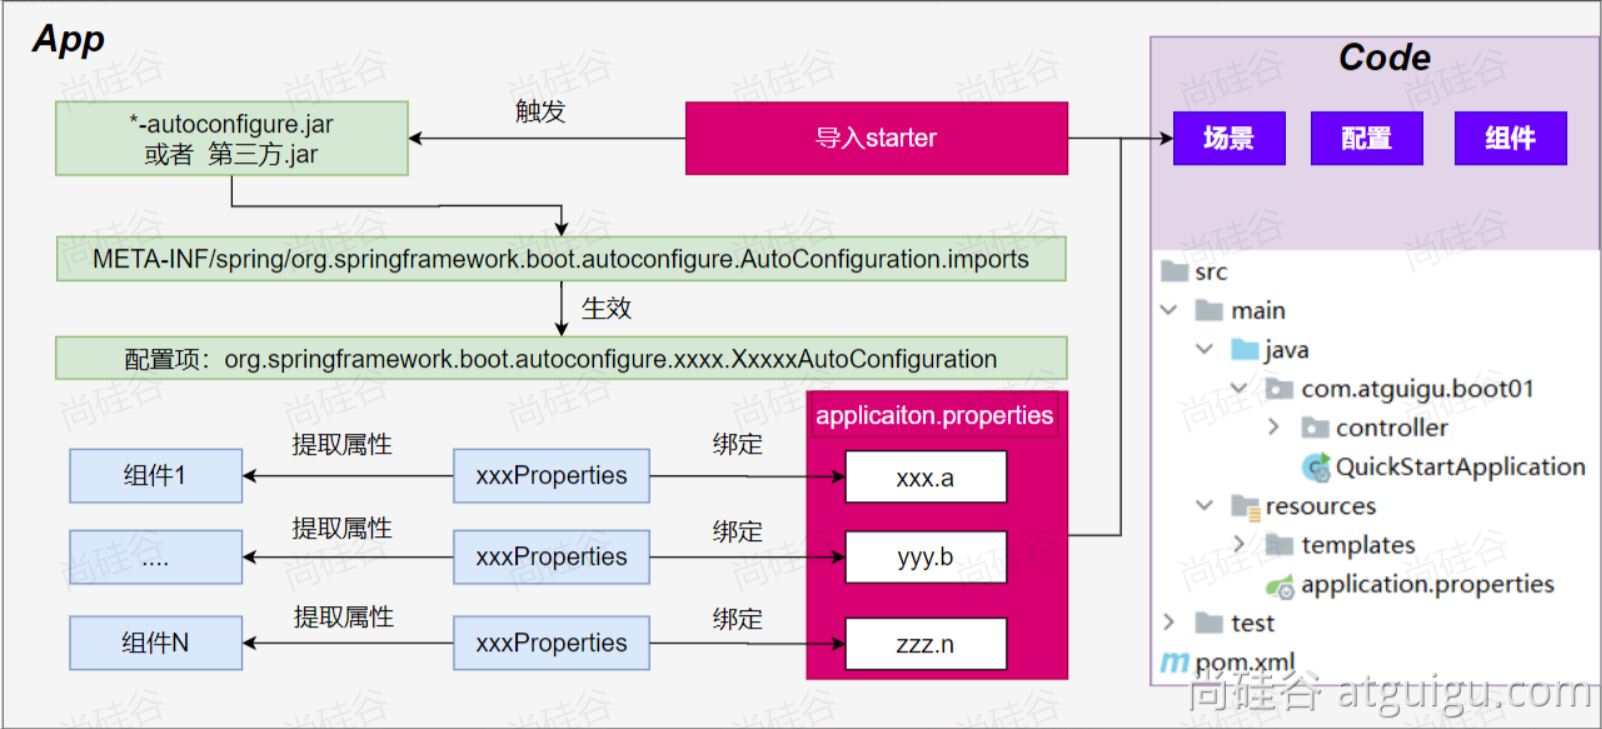 App
Code
触发
*-autoconfigure.jar
或者 第三方.jar
导入starter
场景
配置
组件
META-INF/spring/org.springframework.boot.autoconfigure.AutoConfiguration.imports
生效
配置项：org.springframework.boot.autoconfigure.xxxx.XxxxxAutoConfiguration
applicaiton.properties
提取属性
绑定
组件1
xxxProperties
xxx.a
提取属性
绑定
....
xxxProperties
yyy.b
提取属性
绑定
组件N
xxxProperties
zzz.n
src
main
java
com.atguigu.boot01
controller
QuickStartApplication
resources
templates
application.properties
test
pom.xml
尚硅谷 atguigu.com
尚硅谷